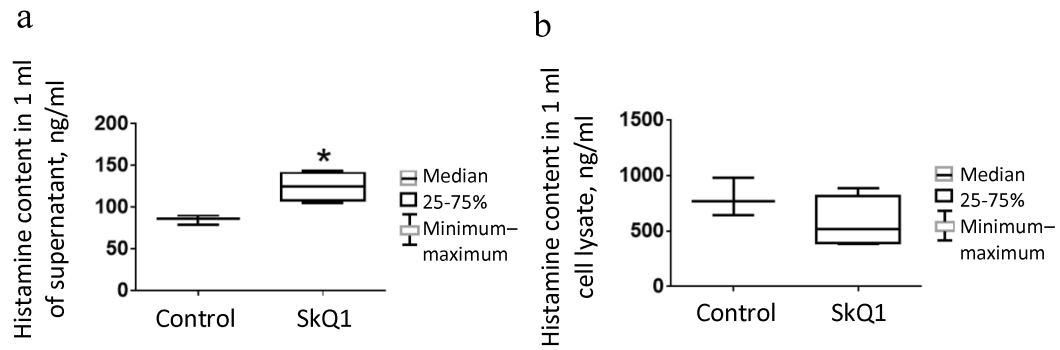 a
Histamine content in 1 ml
of supernatant, ng/ml
200
150
100
50
0
*
Control
SkQ1
Median
25-75%
Minimum–
maximum
b
Histamine content in 1 ml
cell lysate, ng/ml
1500
1000
500
0
Control
SkQ1
Median
25-75%
Minimum–
maximum